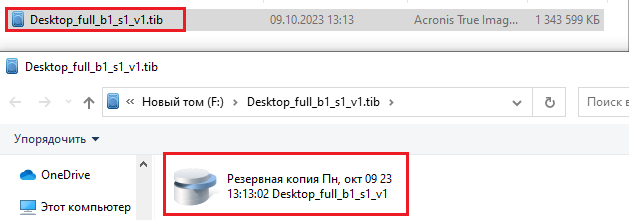 Desktop_full_b1_s1_v1.tib 09.10.2023 13:13 Acronis True Imag... 1 343 599 КБ
Desktop_full_b1_s1_v1.tib
« Новый том (F:) › Desktop_full_b1_s1_v1.tib ›
Поиск в
Упорядочить
OneDrive
Этот компьютер
Резервная копия Пн, окт 09 23
13:13:02 Desktop_full_b1_s1_v1